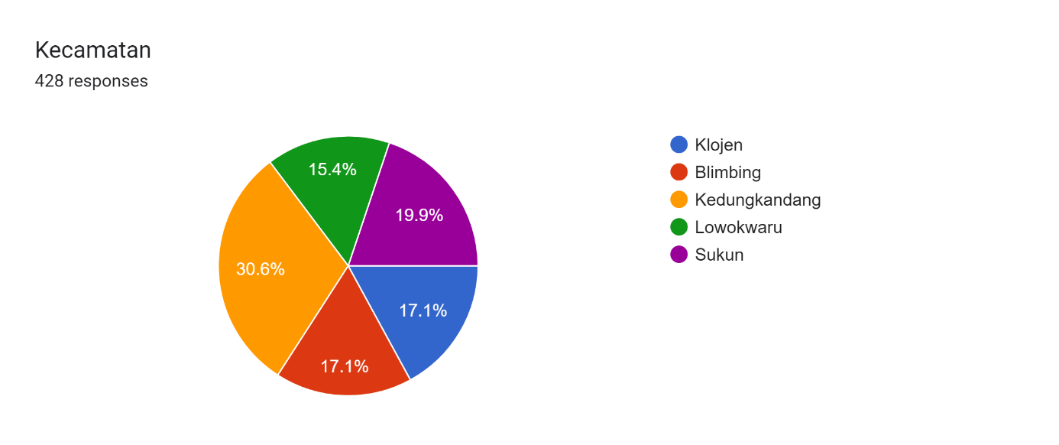 Kecamatan
428 responses
15.4%
19.9%
30.6%
17.1%
17.1%
Klojen
Blimbing
Kedungkandang
Lowokwaru
Sukun